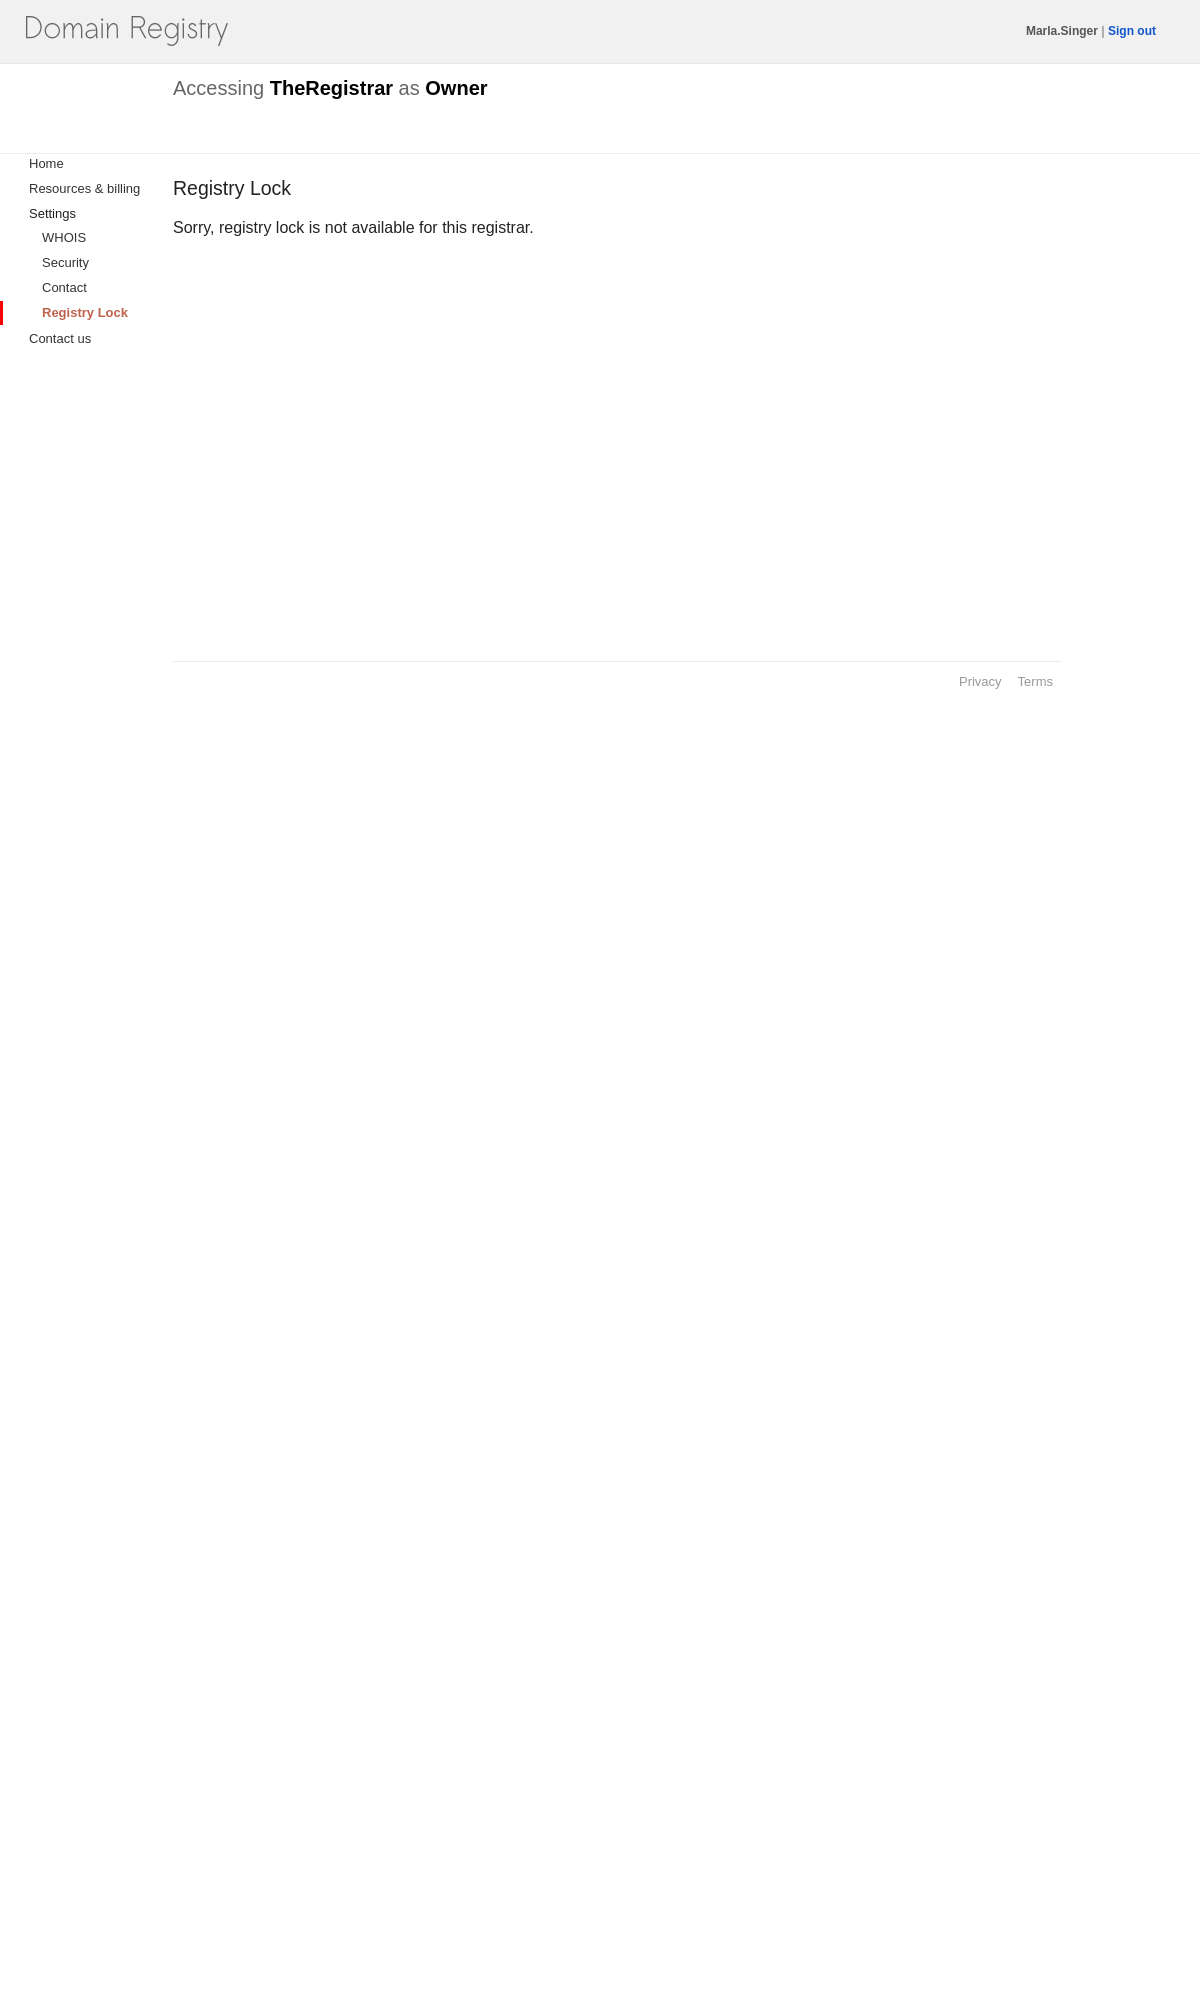 Domain Registry
Marla.Singer | Sign out
Accessing TheRegistrar as Owner
Home
Resources & billing
Settings
WHOIS
Security
Contact
Registry Lock
Contact us
Registry Lock
Sorry, registry lock is not available for this registrar.
Privacy Terms